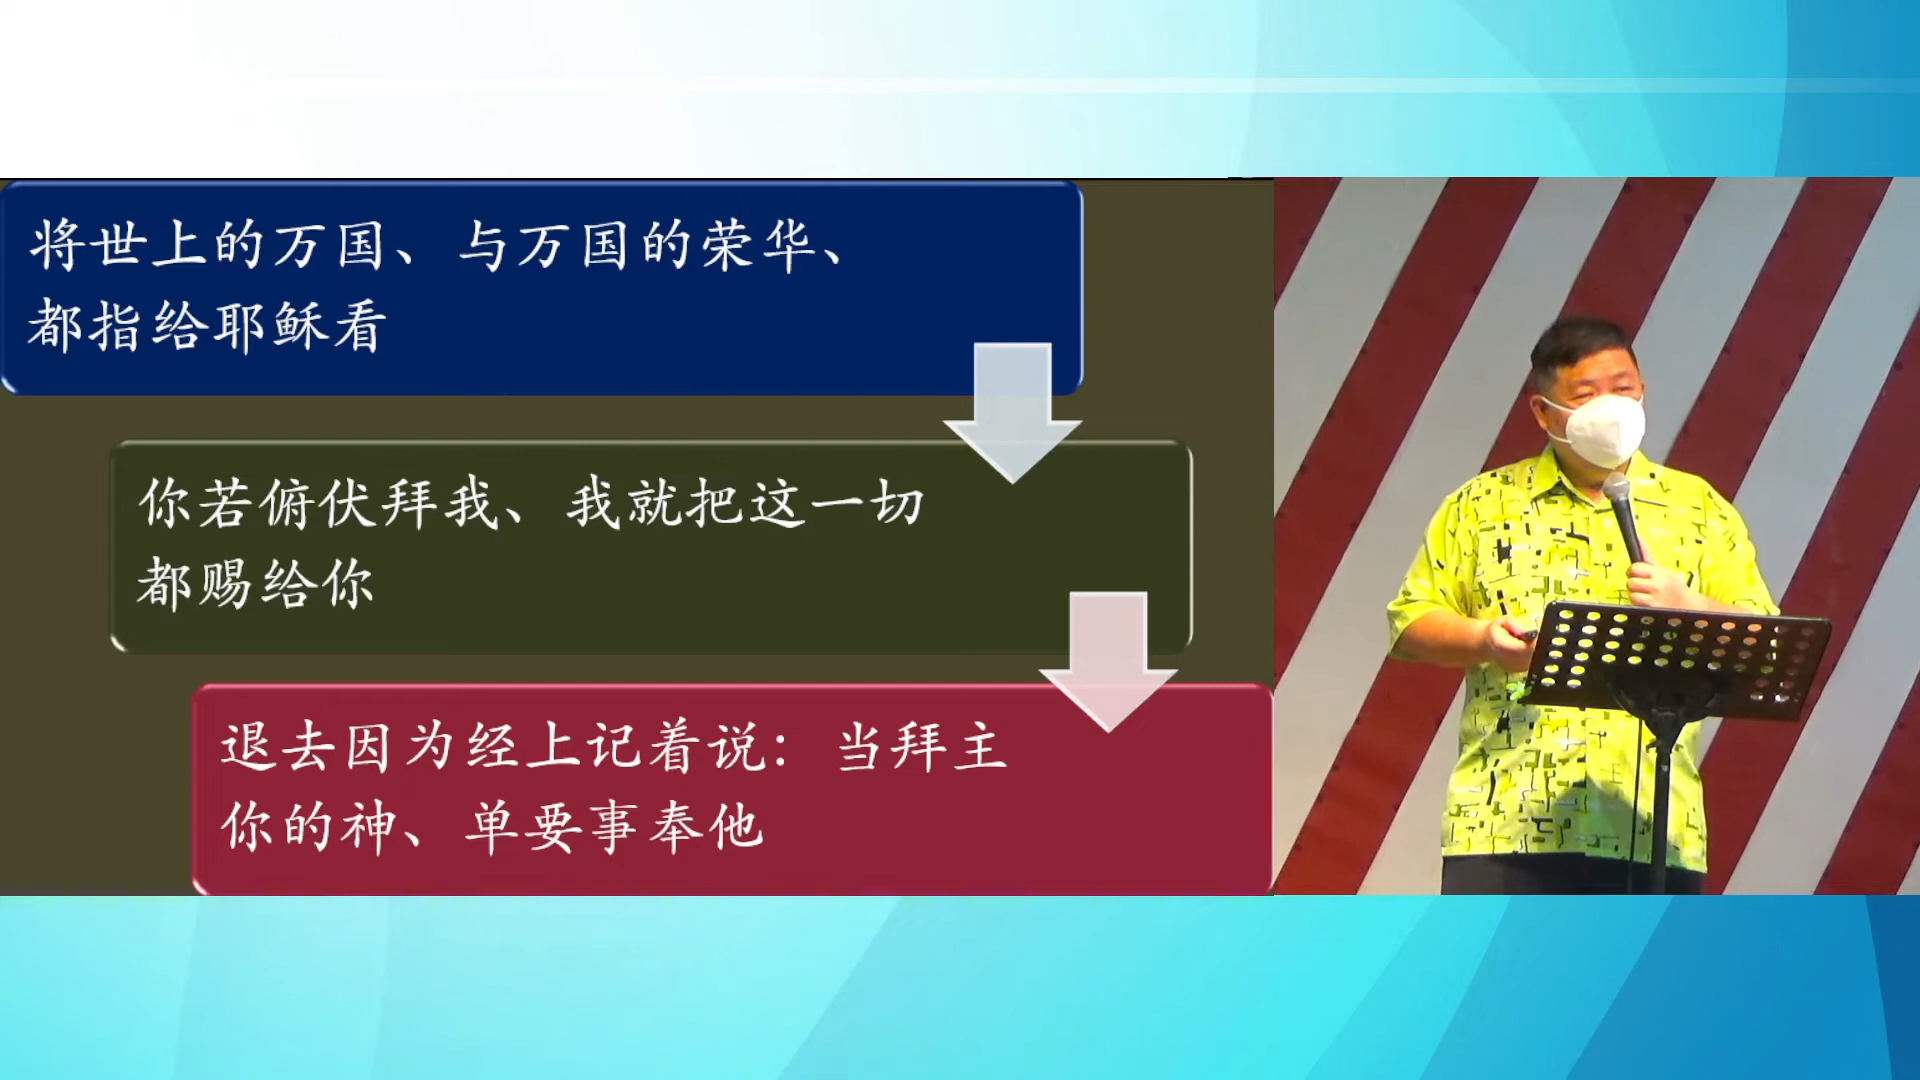 将世上的万国、与万国的荣华、
都指给耶稣看
你若俯伏拜我、我就把这一切
都赐给你
退去因为经上记着说：当拜主
你的神、单要事奉他